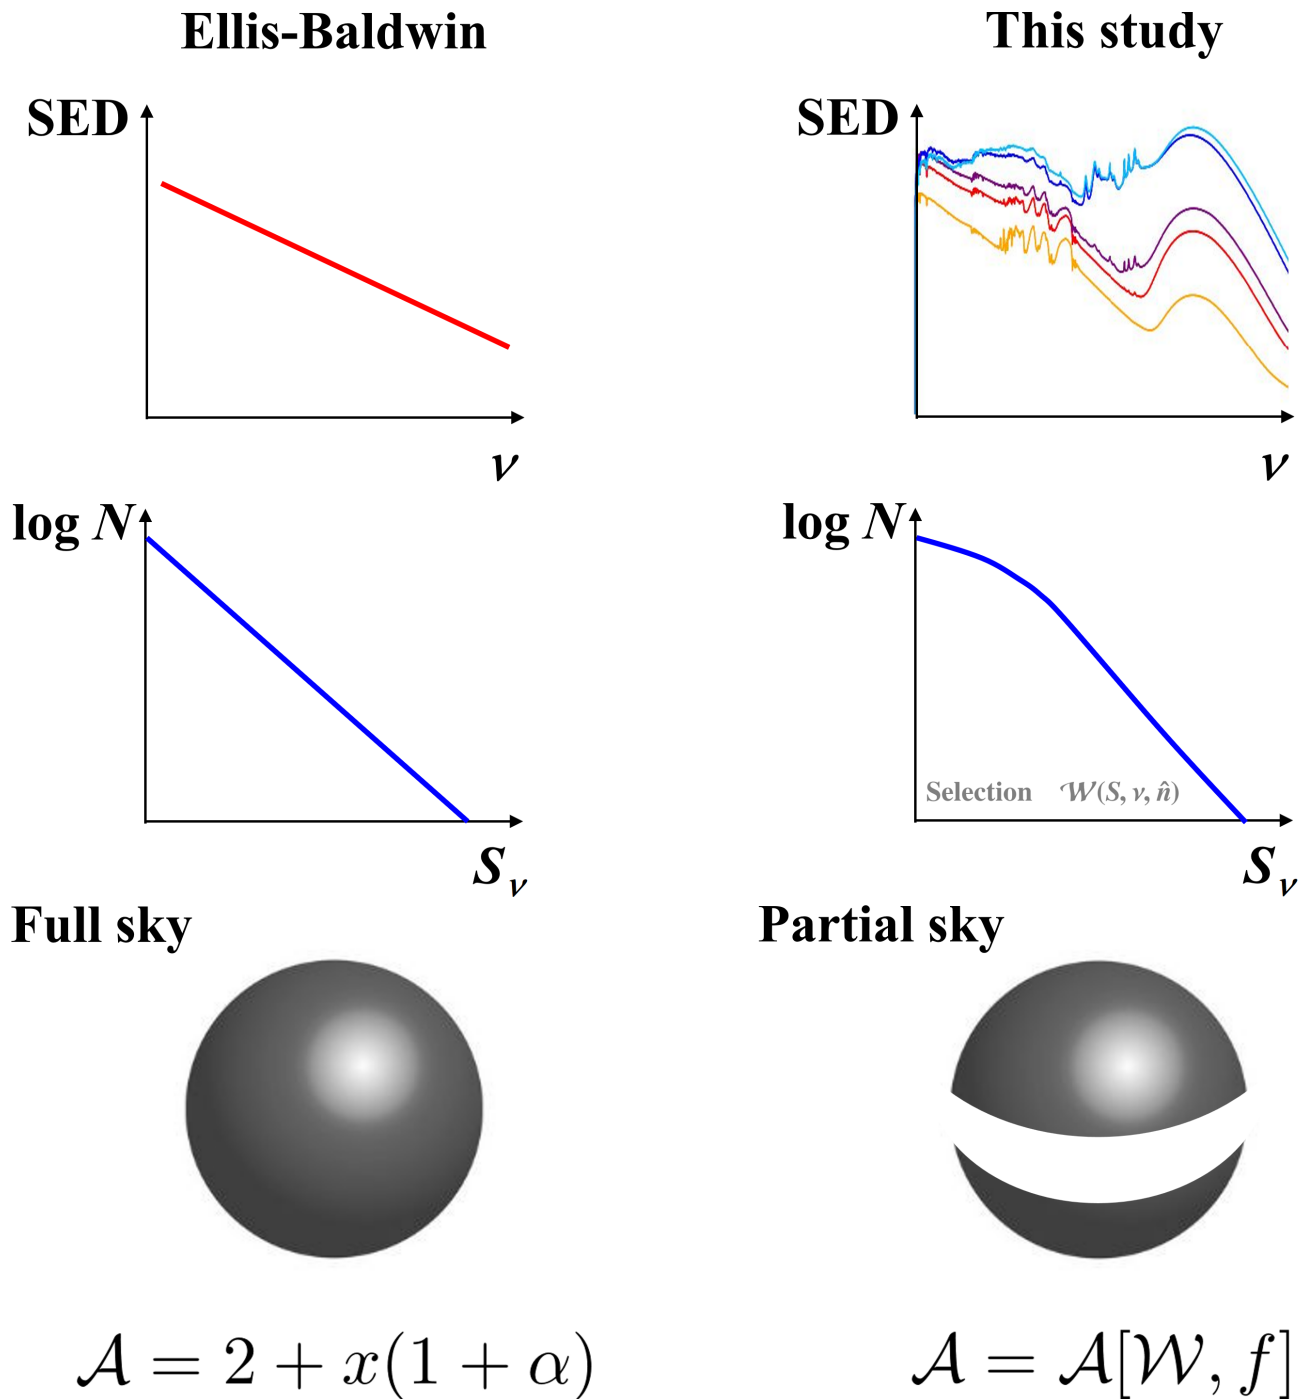 Ellis-Baldwin This study
SED SED
ν ν
log N log N
Selection 𝒲(S, ν, n̂)
S_ν S_ν
Full sky Partial sky
𝒜 = 2 + x(1 + α) 𝒜 = 𝒜[𝒲, f]